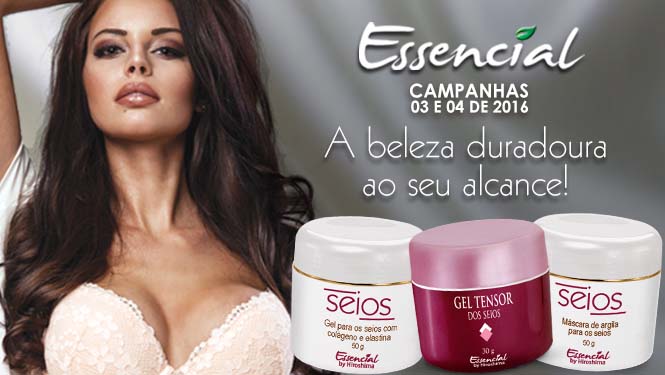 Essencial
CAMPANHAS
03 E 04 DE 2016
A beleza duradoura
ao seu alcance!
seios
Gel para os seios com
colágeno e elastina
50 g
Essencial
by Hiroshima
GEL TENSOR
DOS SEIOS
30 g
Essencial
by Hiroshima
seios
Máscara de argila
para os seios
50 g
Essencial
by Hiroshima